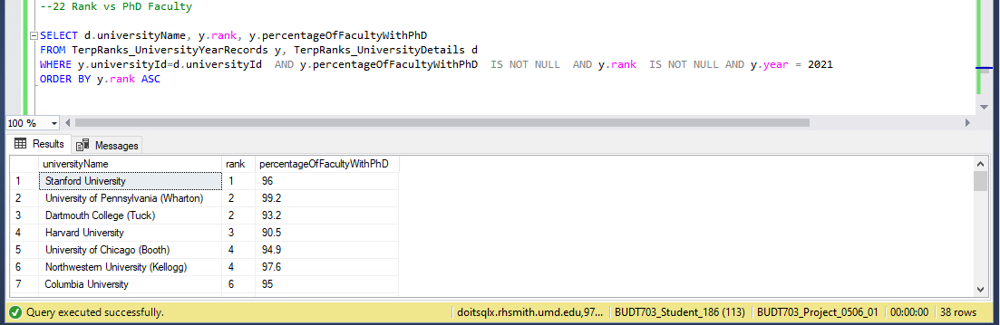 --22 Rank vs PhD Faculty
SELECT d.universityName, y.rank, y.percentageOfFacultyWithPhD
FROM TerpRanks_UniversityYearRecords y, TerpRanks_UniversityDetails d
WHERE y.universityId=d.universityId  AND y.percentageOfFacultyWithPhD  IS NOT NULL  AND y.rank  IS NOT NULL AND y.year = 2021
ORDER BY y.rank ASC
100 %
Results Messages
universityName rank percentageOfFacultyWithPhD
1 Stanford University 1 96
2 University of Pennsylvania (Wharton) 2 99.2
3 Dartmouth College (Tuck) 2 93.2
4 Harvard University 3 90.5
5 University of Chicago (Booth) 4 94.9
6 Northwestern University (Kellogg) 4 97.6
7 Columbia University 6 95
Query executed successfully. doitsqlx.rhsmith.umd.edu,97... BUDT703_Student_186 (113) BUDT703_Project_0506_01 00:00:00 38 rows